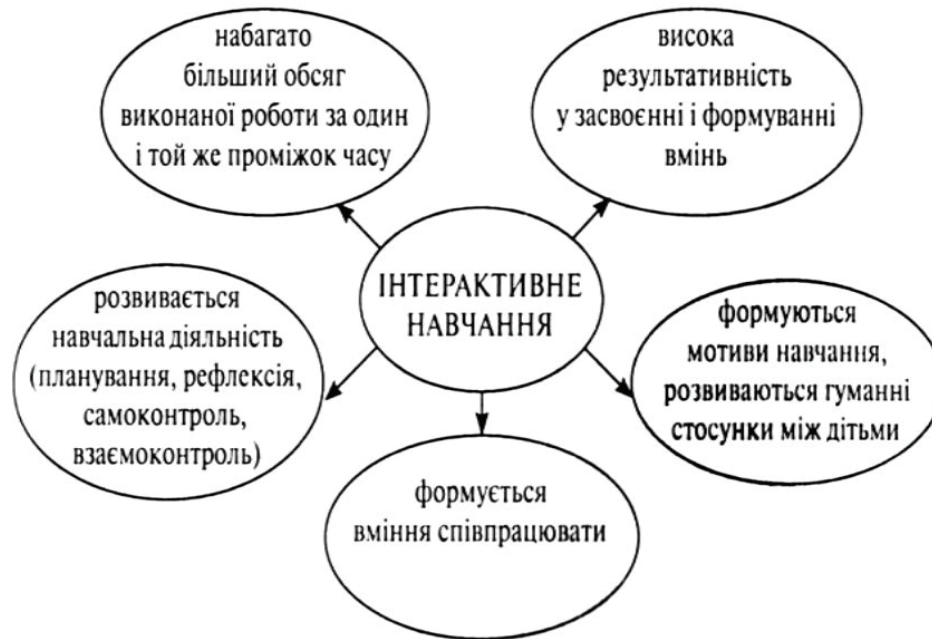 набагато
більший обсяг
виконаної роботи за один
і той же проміжок часу
висока
результативність
у засвоєнні і формуванні
вмінь
ІНТЕРАКТИВНЕ
НАВЧАННЯ
розвивається
навчальна діяльність
(планування, рефлексія,
самоконтроль,
взаємоконтроль)
формуються
мотиви навчання,
розвиваються гуманні
стосунки між дітьми
формується
вміння співпрацювати